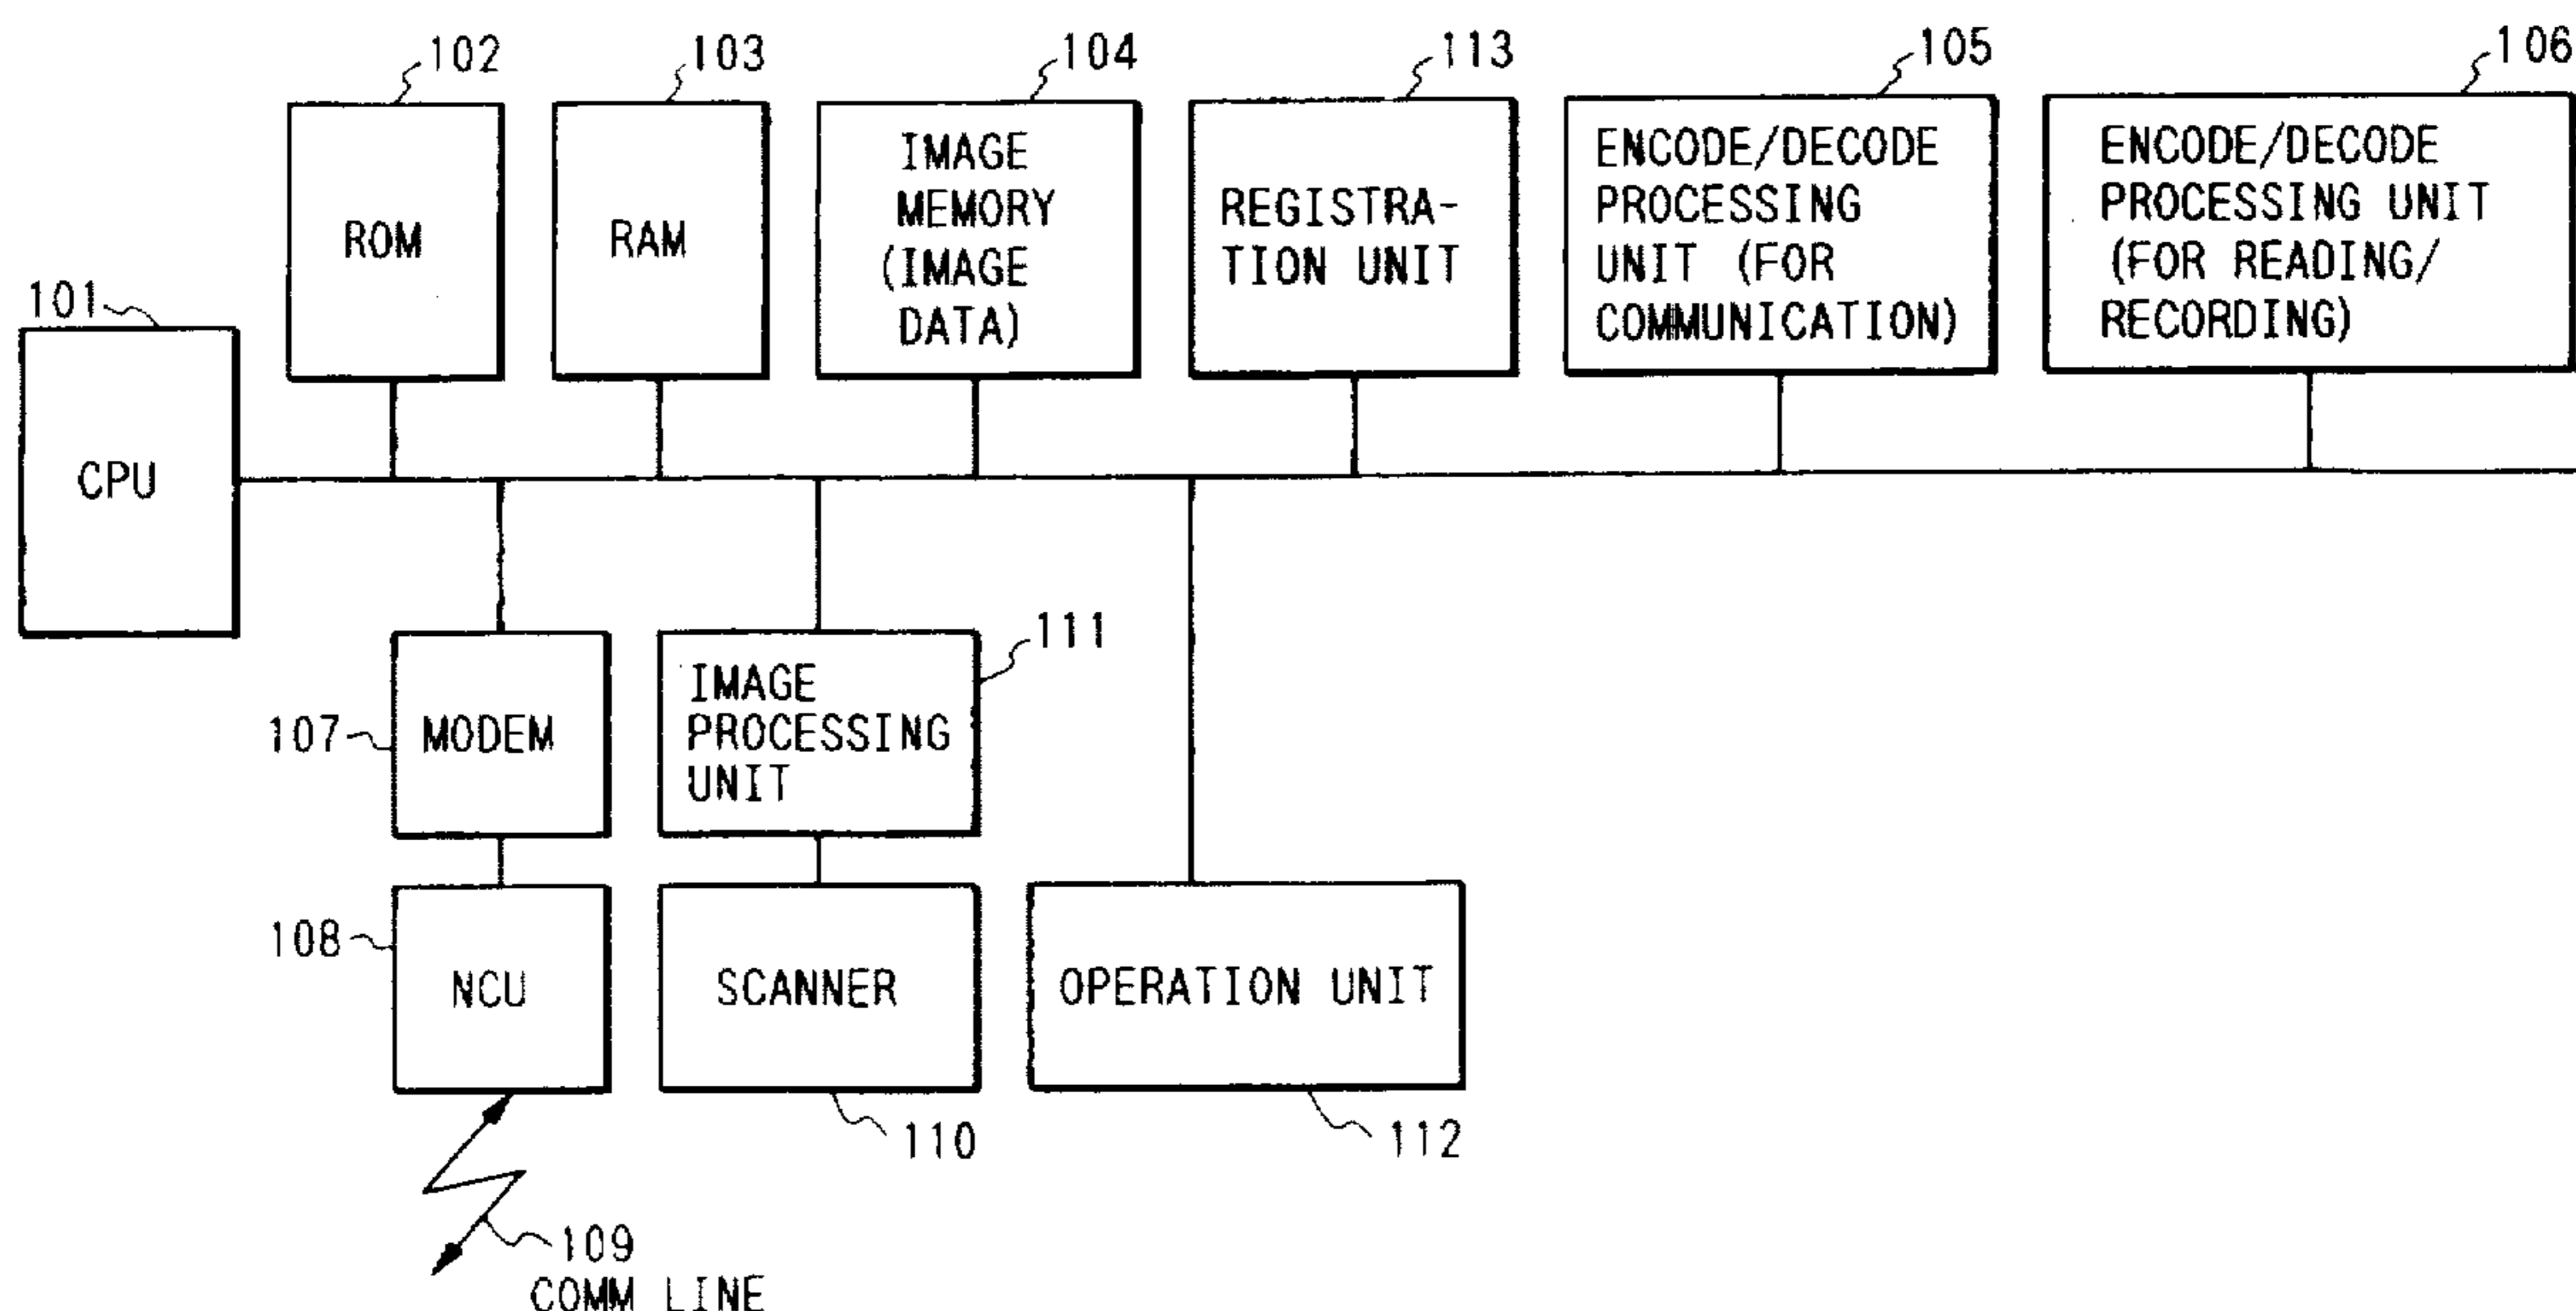 102
103
104
113
105
106
101
ROM
RAM
IMAGE
MEMORY
(IMAGE
DATA)
REGISTRA-
TION UNIT
ENCODE/DECODE
PROCESSING
UNIT (FOR
COMMUNICATION)
ENCODE/DECODE
PROCESSING UNIT
(FOR READING/
RECORDING)
CPU
107
MODEM
IMAGE
PROCESSING
UNIT
111
108
NCU
SCANNER
OPERATION UNIT
110
112
109
COMM LINE